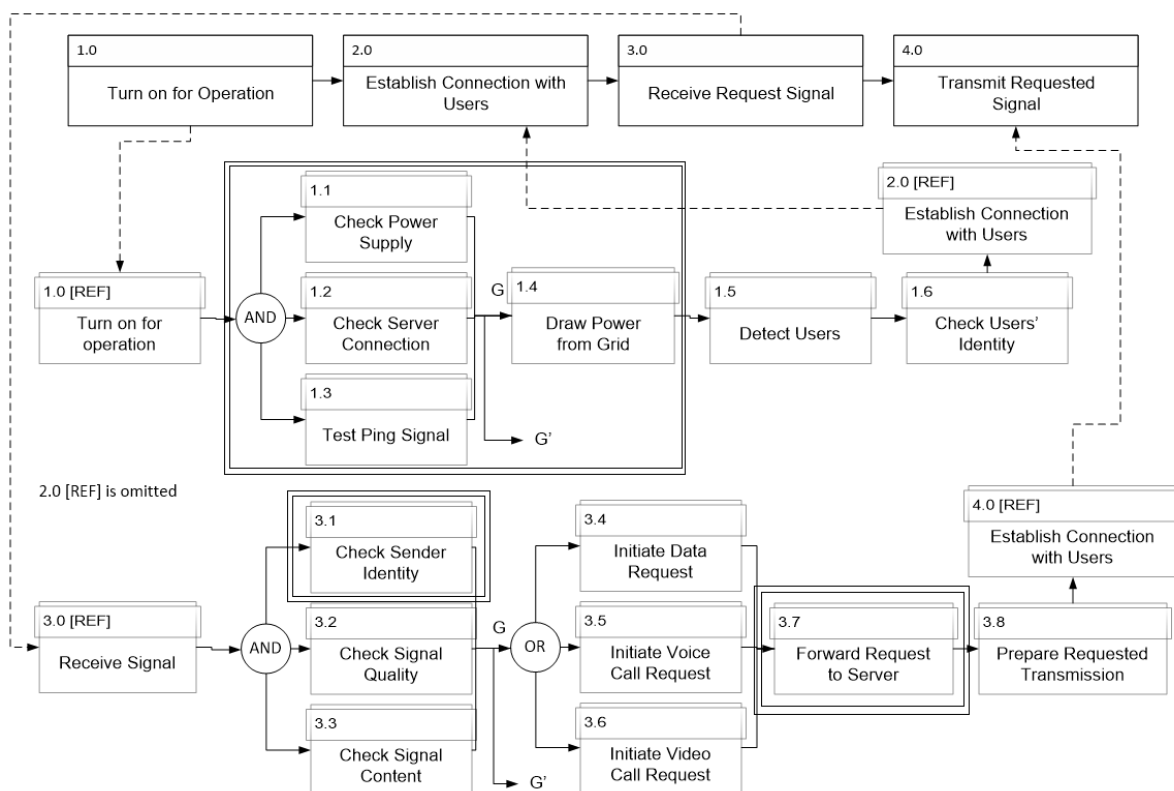 1.0
Turn on for Operation
2.0
Establish Connection with
Users
3.0
Receive Request Signal
4.0
Transmit Requested
Signal
1.0 [REF]
Turn on for
operation
AND
1.1
Check Power
Supply
1.2
Check Server
Connection
1.3
Test Ping Signal
G
G'
1.4
Draw Power
from Grid
1.5
Detect Users
1.6
Check Users'
Identity
2.0 [REF]
Establish Connection
with Users
2.0 [REF] is omitted
3.0 [REF]
Receive Signal
AND
3.1
Check Sender
Identity
3.2
Check Signal
Quality
3.3
Check Signal
Content
G
G'
OR
3.4
Initiate Data
Request
3.5
Initiate Voice
Call Request
3.6
Initiate Video
Call Request
3.7
Forward Request
to Server
3.8
Prepare Requested
Transmission
4.0 [REF]
Establish Connection
with Users